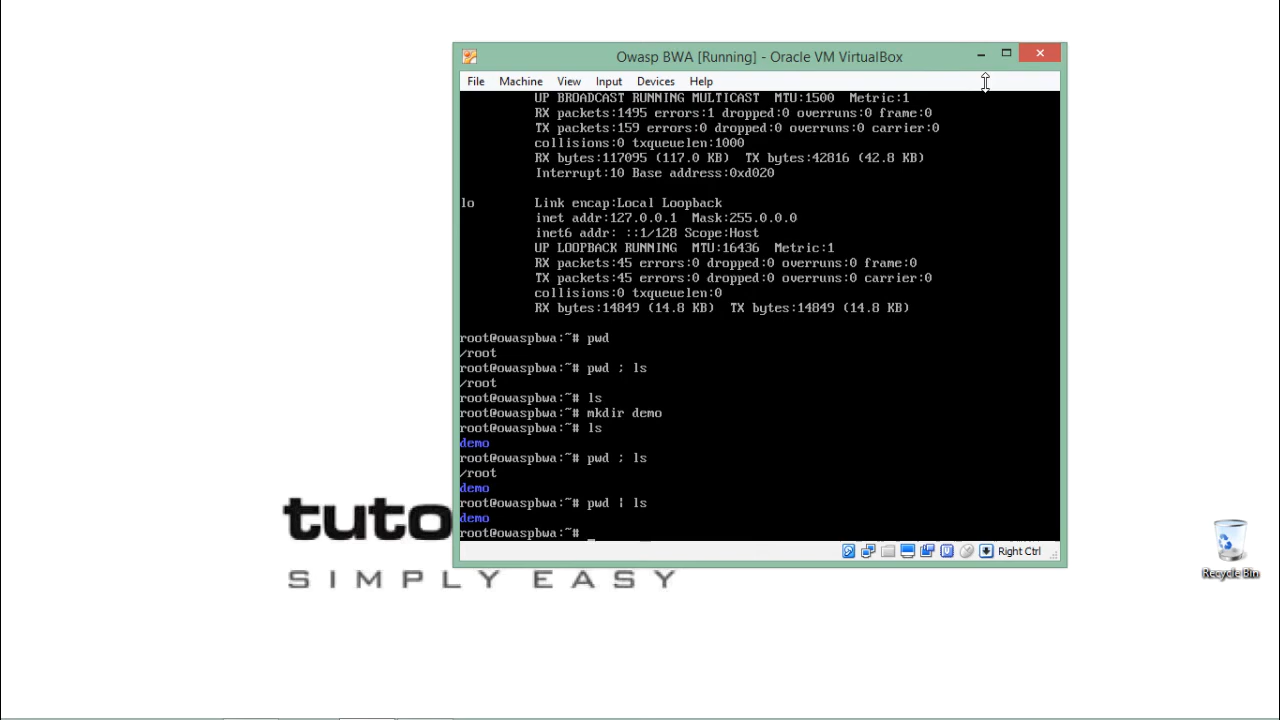 Owasp BWA [Running] - Oracle VM VirtualBox
File Machine View Input Devices Help
UP BROADCAST RUNNING MULTICAST MTU:1500 Metric:1
RX packets:1495 errors:1 dropped:0 overruns:0 frame:0
TX packets:159 errors:0 dropped:0 overruns:0 carrier:0
collisions:0 txqueuelen:1000
RX bytes:117095 (117.0 KB) TX bytes:42816 (42.8 KB)
Interrupt:10 Base address:0xd020
lo Link encap:Local Loopback
inet addr:127.0.0.1 Mask:255.0.0.0
inet6 addr: ::1/128 Scope:Host
UP LOOPBACK RUNNING MTU:16436 Metric:1
RX packets:45 errors:0 dropped:0 overruns:0 frame:0
TX packets:45 errors:0 dropped:0 overruns:0 carrier:0
collisions:0 txqueuelen:0
RX bytes:14849 (14.8 KB) TX bytes:14849 (14.8 KB)
root@owaspbwa:~# pwd
/root
root@owaspbwa:~# pwd ; ls
/root
root@owaspbwa:~# ls
root@owaspbwa:~# mkdir demo
root@owaspbwa:~# ls
demo
root@owaspbwa:~# pwd ; ls
/root
demo
root@owaspbwa:~# pwd | ls
demo
root@owaspbwa:~# _
Right Ctrl
tuto
SIMPLY EASY
Recycle Bin